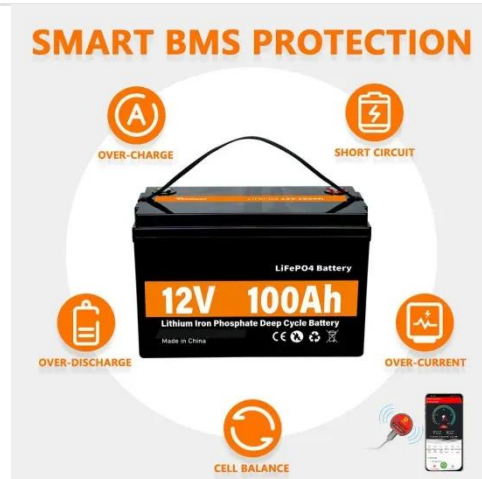 SMART BMS PROTECTION
OVER-CHARGE
SHORT CIRCUIT
LiFePO4 Battery
12V 100Ah
Lithium Iron Phosphate Deep Cycle Battery
Made in China
CE
OVER-DISCHARGE
OVER-CURRENT
CELL BALANCE